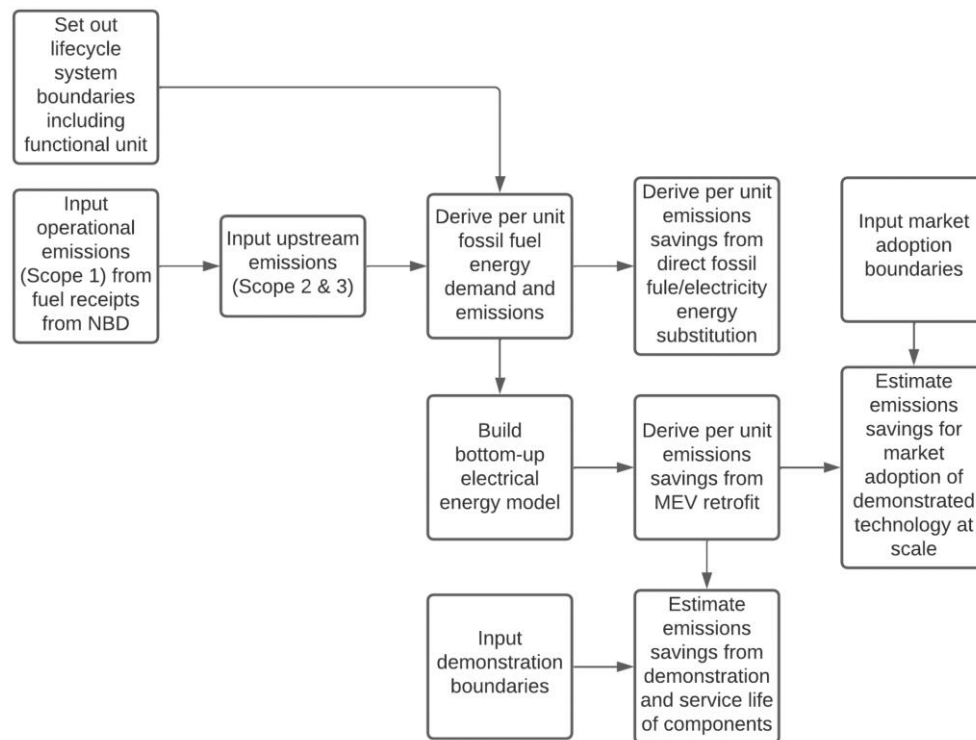 Set out
lifecycle
system
boundaries
including
functional unit
Input
operational
emissions
(Scope 1) from
fuel receipts
from NBD
Input upstream
emissions
(Scope 2 & 3)
Derive per unit
fossil fuel
energy
demand and
emissions
Derive per unit
emissions
savings from
direct fossil
fule/electricity
energy
substitution
Input market
adoption
boundaries
Build
bottom-up
electrical
energy model
Derive per unit
emissions
savings from
MEV retrofit
Estimate
emissions
savings for
market
adoption of
demonstrated
technology at
scale
Input
demonstration
boundaries
Estimate
emissions
savings from
demonstration
and service life
of components